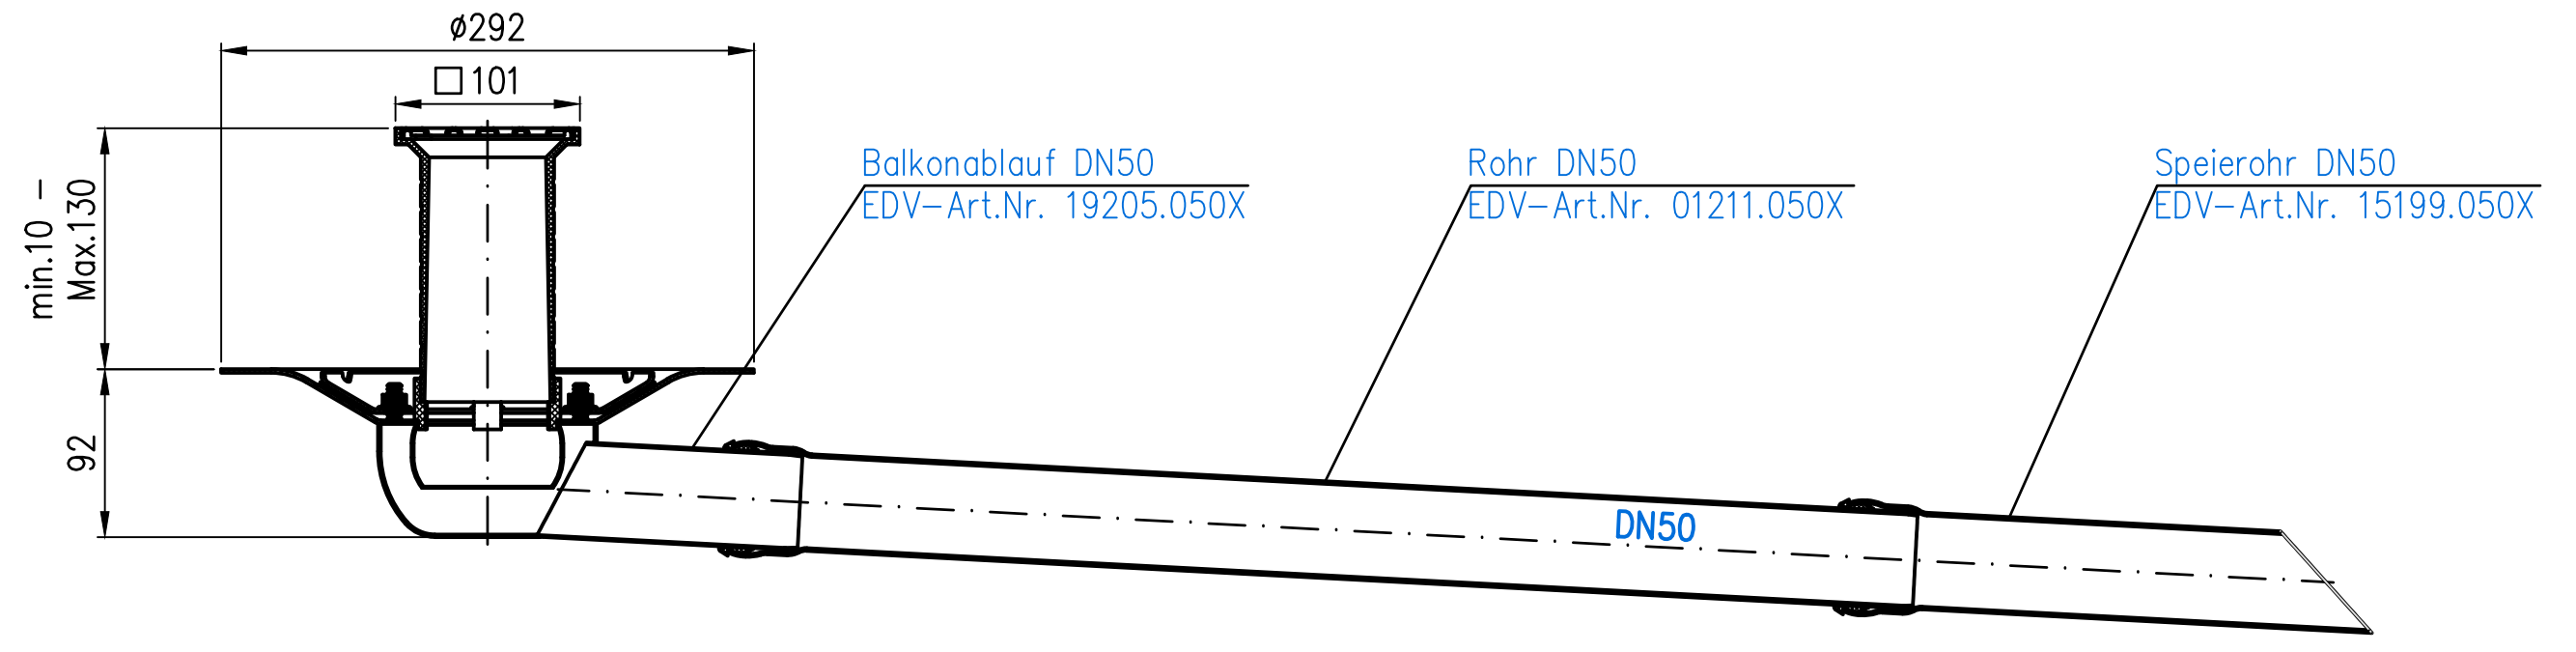 ø292
□101
min.10 -
Max.130
92
Balkonablauf DN50
EDV-Art.Nr. 19205.050X
Rohr DN50
EDV-Art.Nr. 01211.050X
Speierohr DN50
EDV-Art.Nr. 15199.050X
DN50